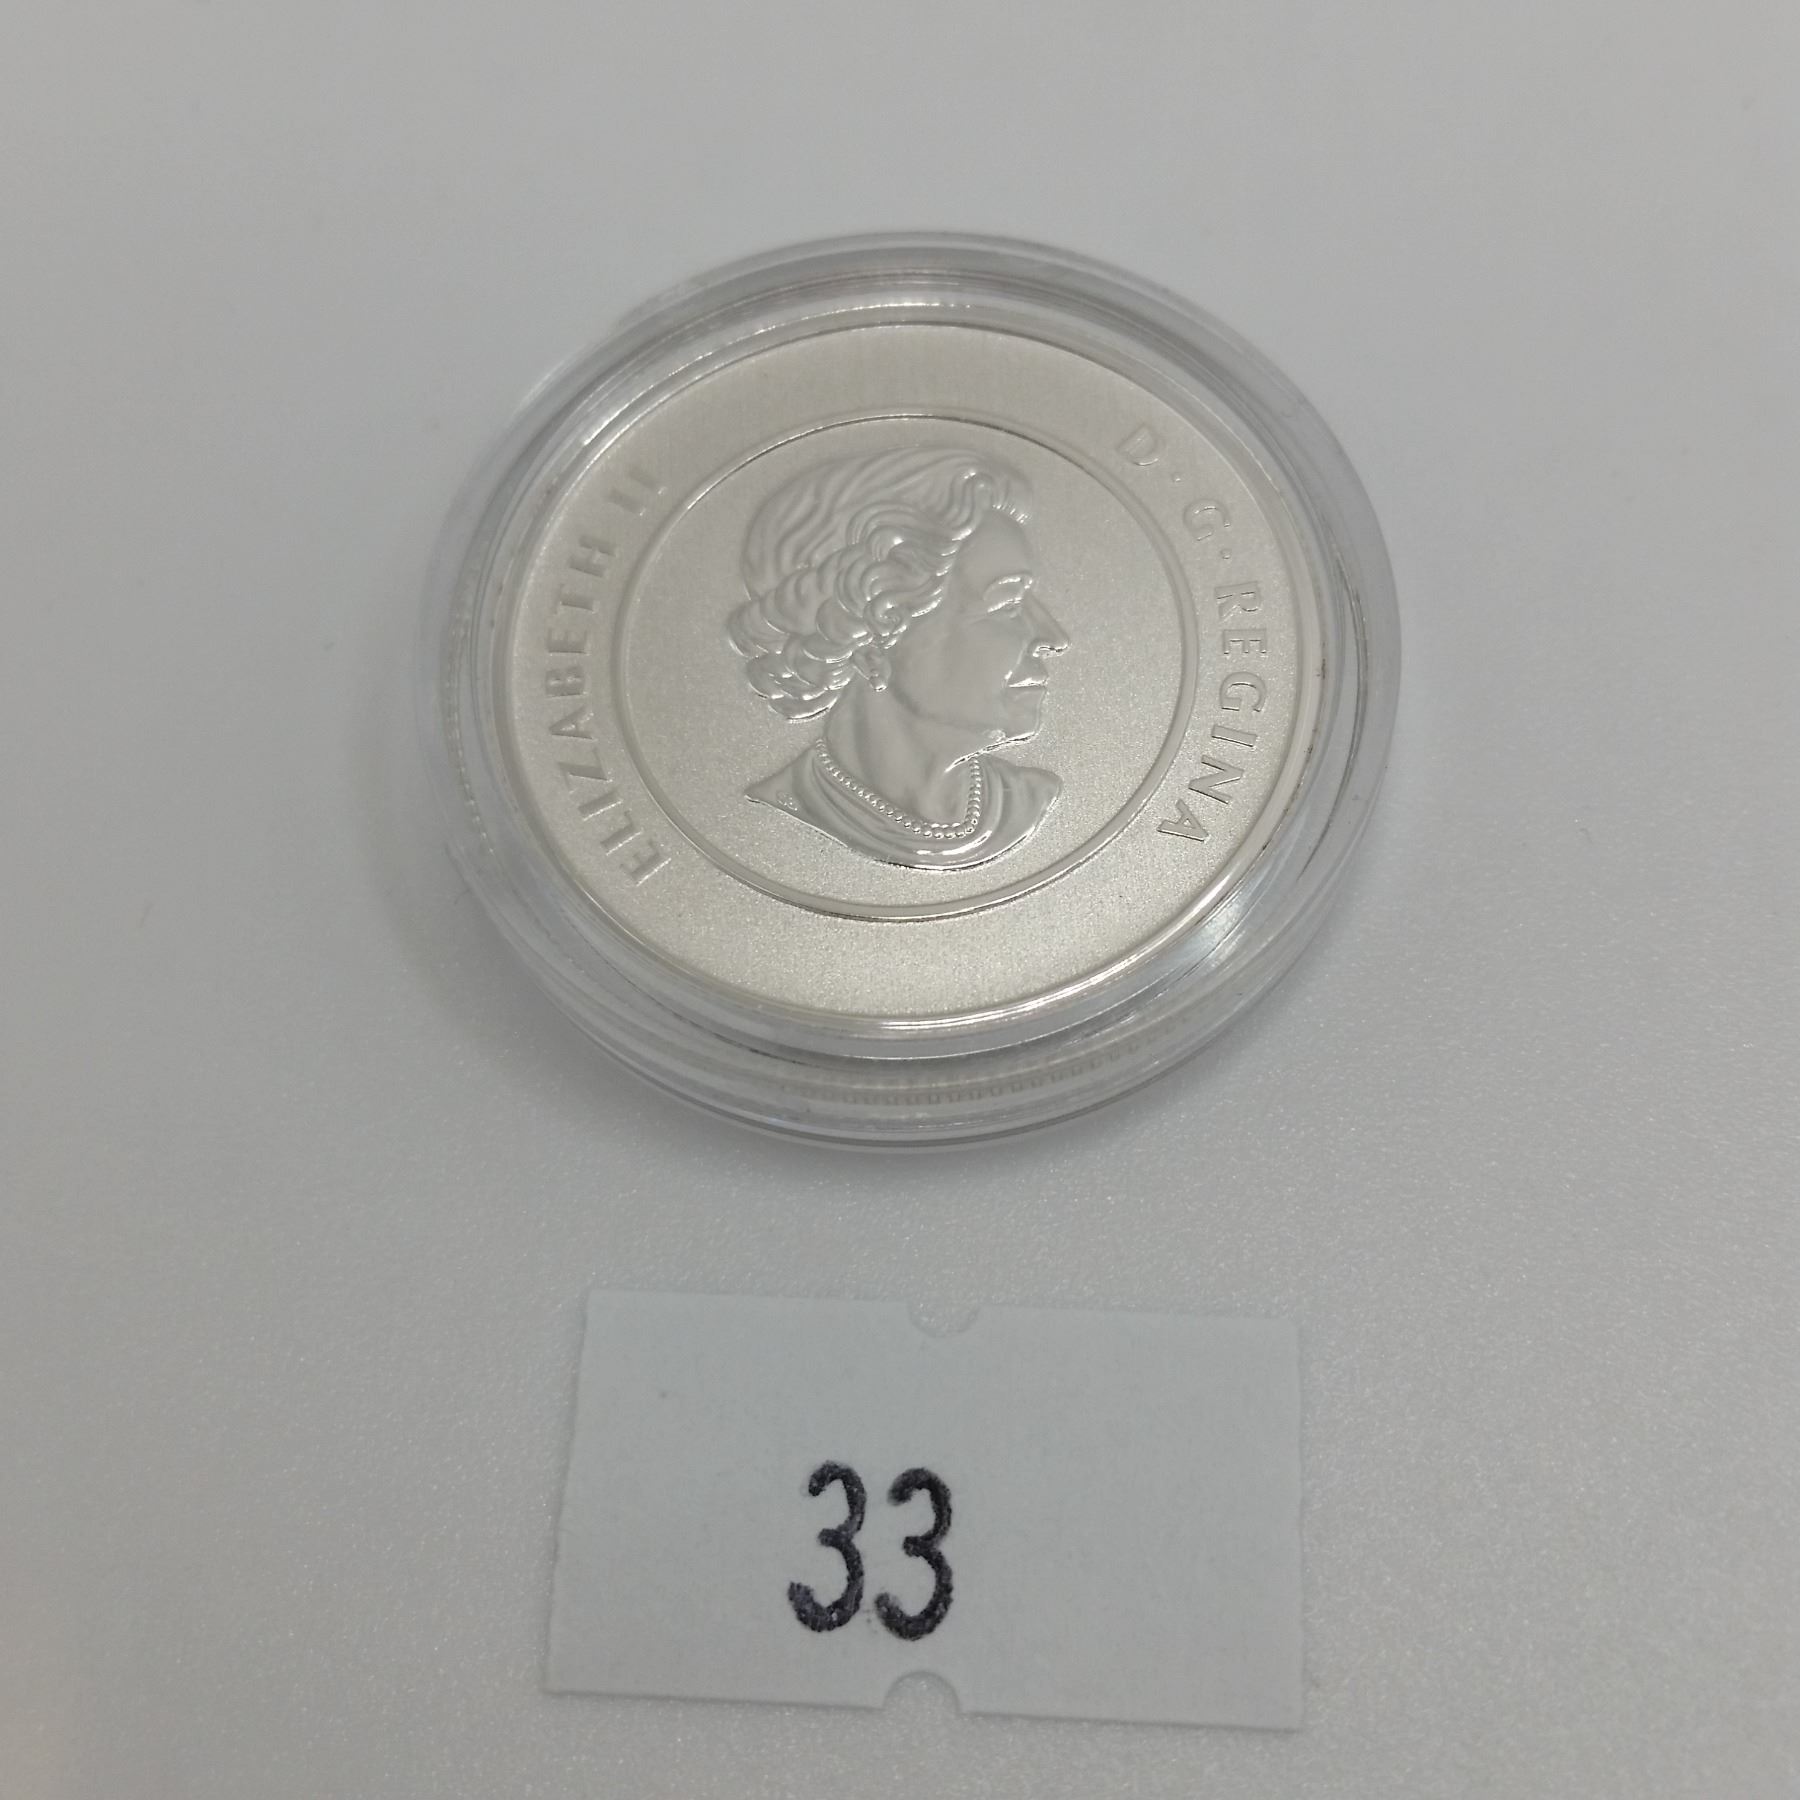 ELIZABETH II
D·G·REGINA
33